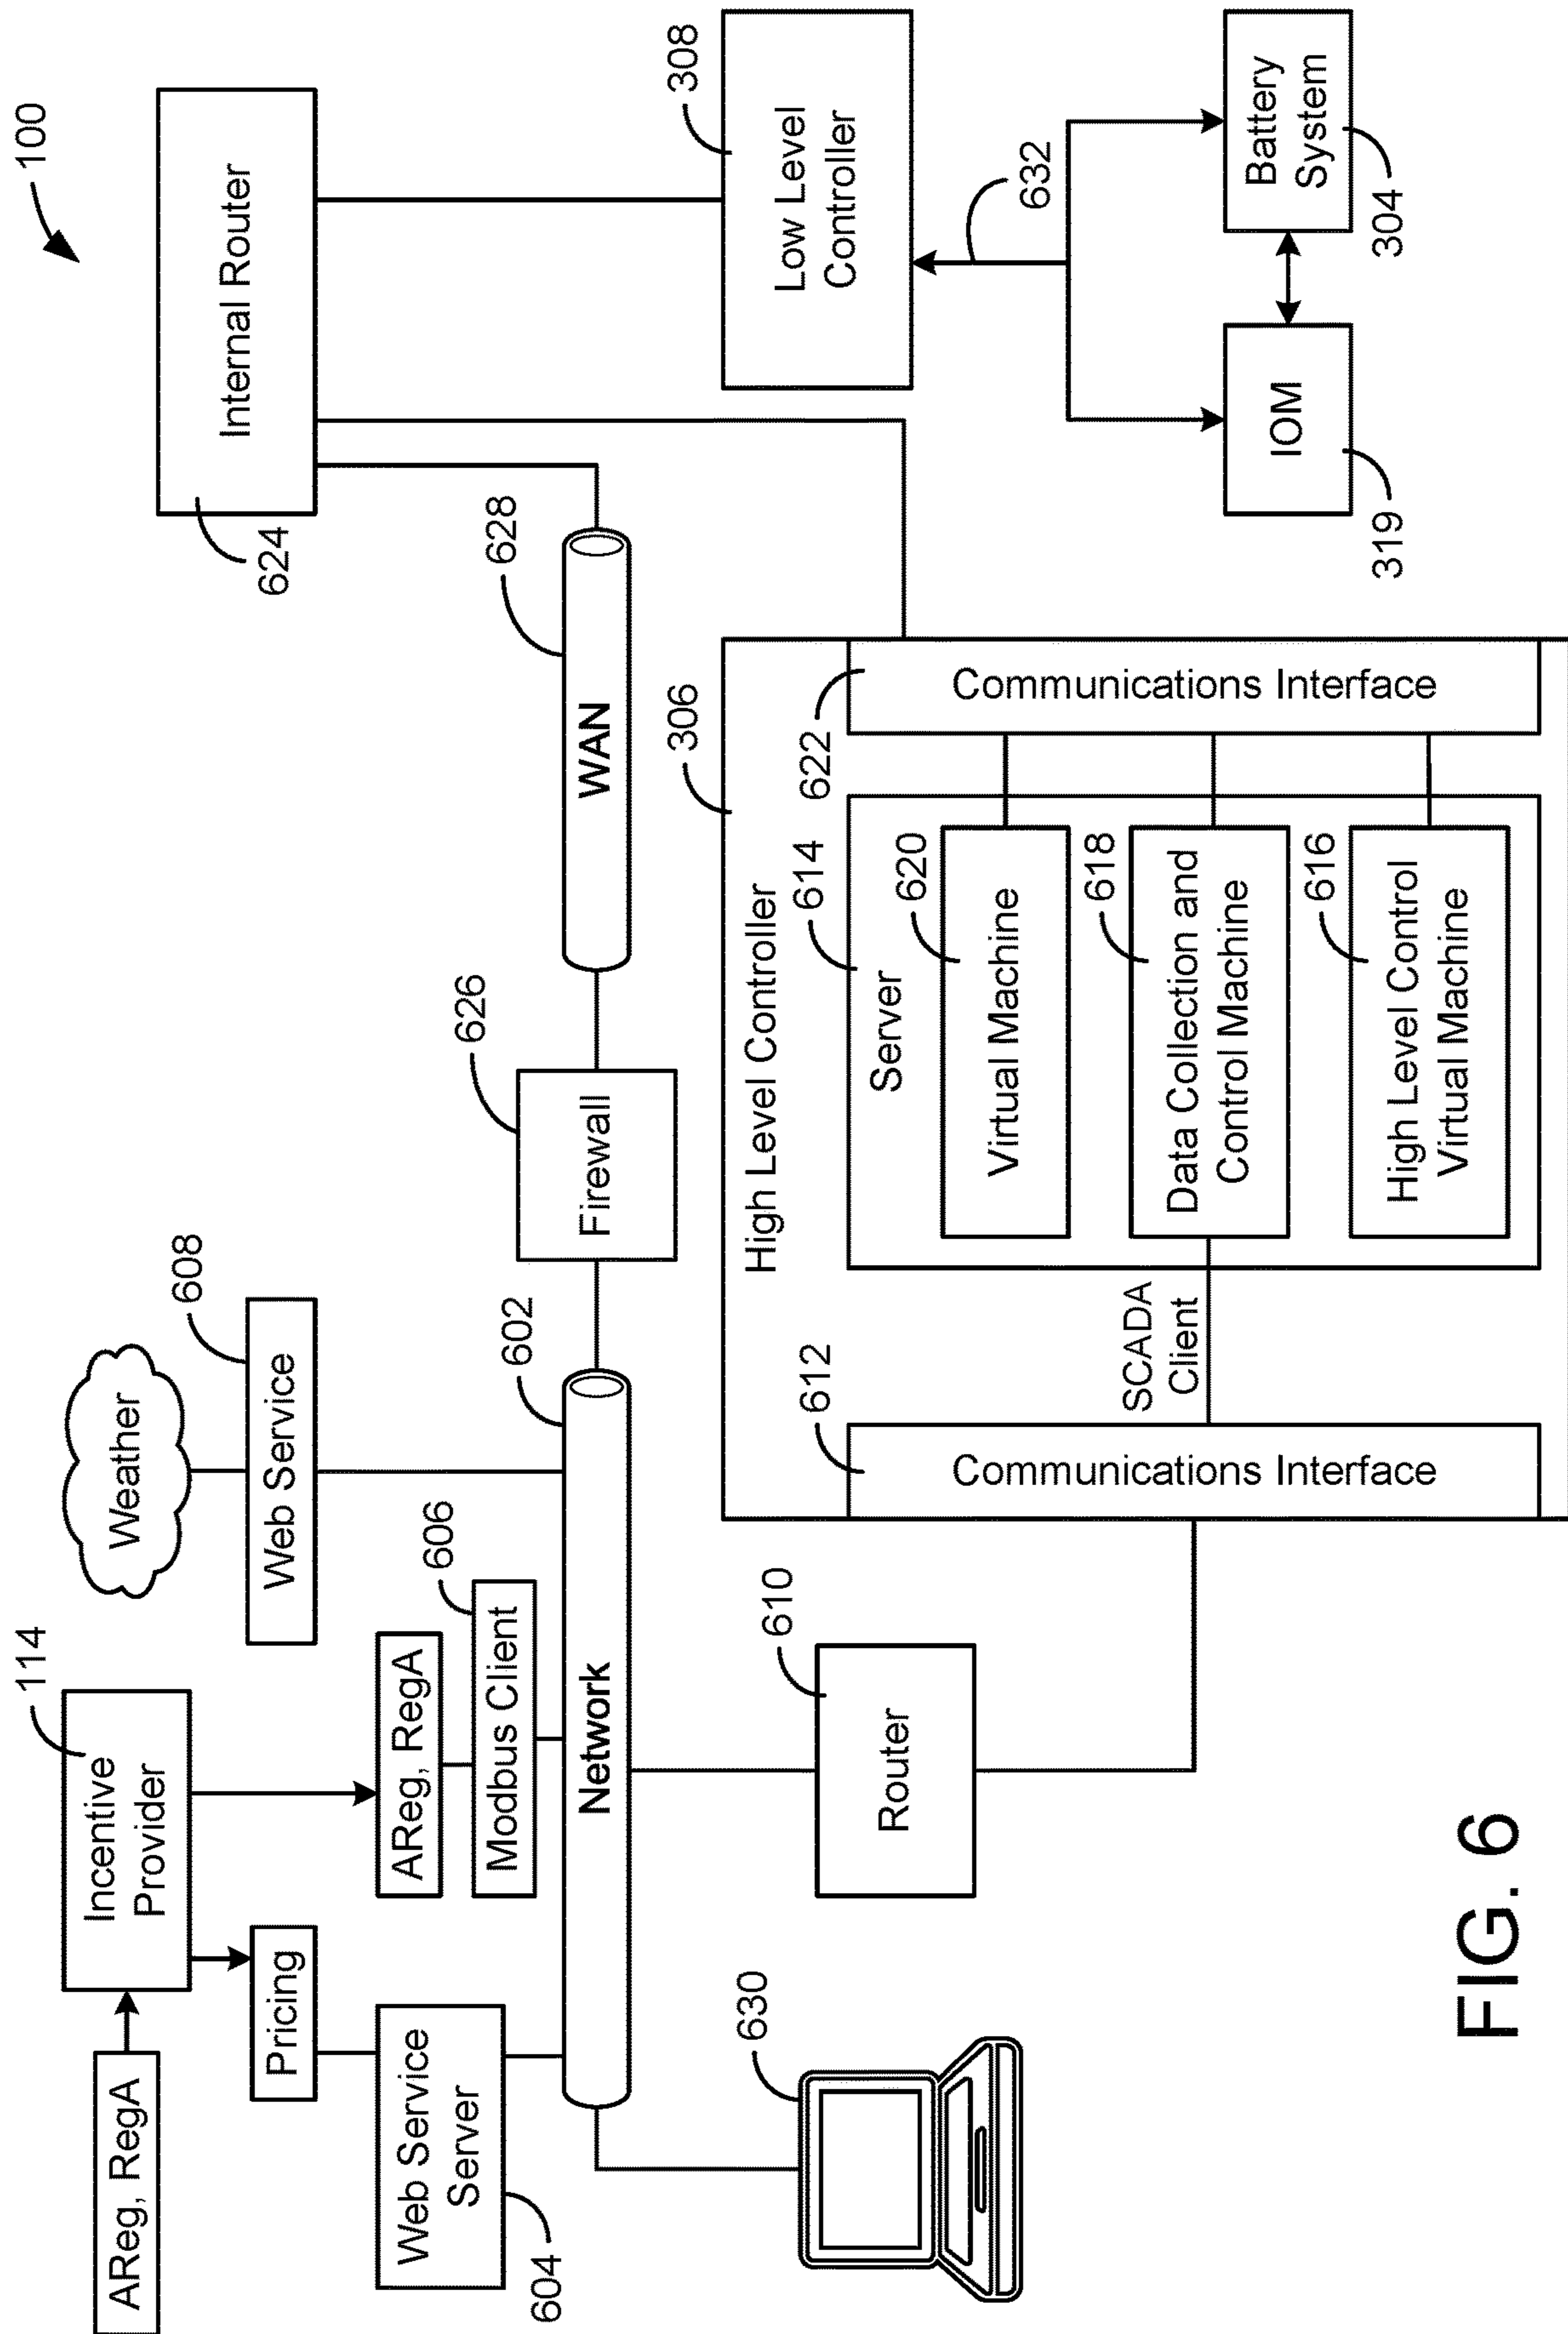 100
AReg, RegA
Incentive
Provider
114
Weather
Pricing
AReg, RegA
Web Service
608
Internal Router
624
Web Service
Server
604
Modbus Client
606
Network
602
Firewall
626
WAN
628
630
Router
610
High Level Controller
306
Low Level
Controller
308
632
Communications Interface
612
SCADA
Client
Server
614
Virtual Machine
620
Data Collection and
Control Machine
618
High Level Control
Virtual Machine
616
Communications Interface
622
IOM
319
Battery
System
304
FIG. 6